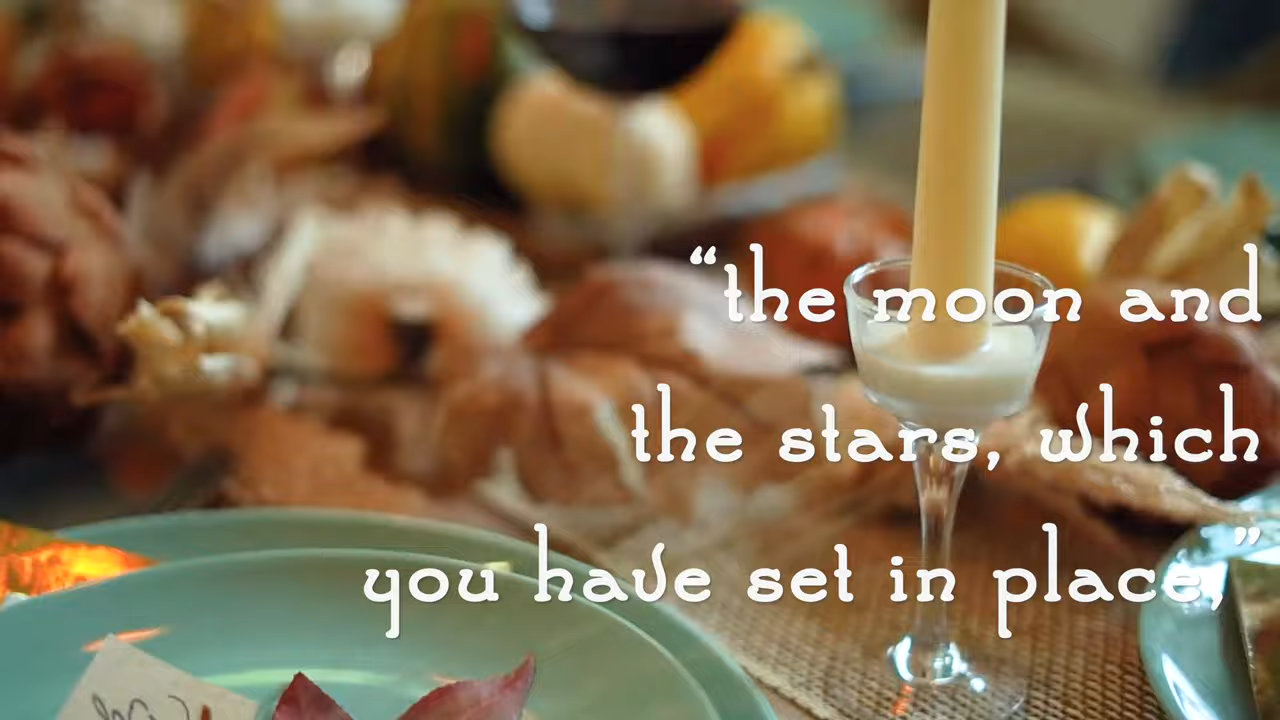 “the moon and
the stars, which
you have set in place,”